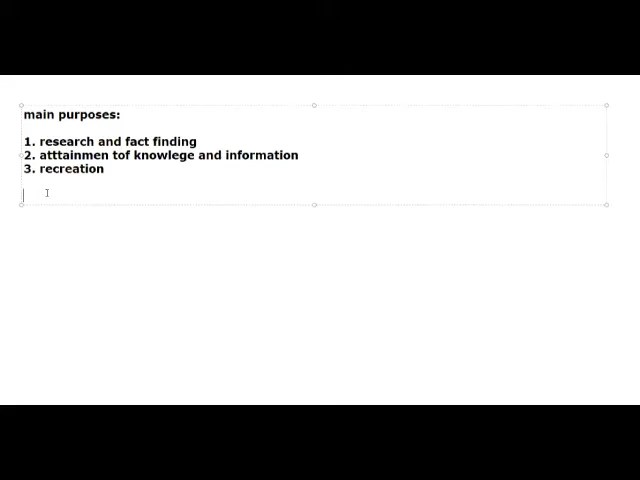 main purposes:
1. research and fact finding
2. atttainmen tof knowlege and information
3. recreation